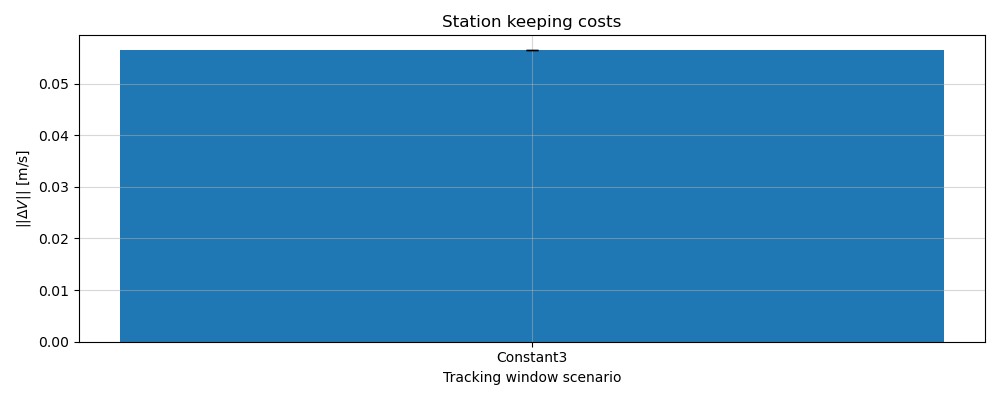 Station keeping costs
||ΔV|| [m/s]
0.05
0.04
0.03
0.02
0.01
0.00
Constant3
Tracking window scenario